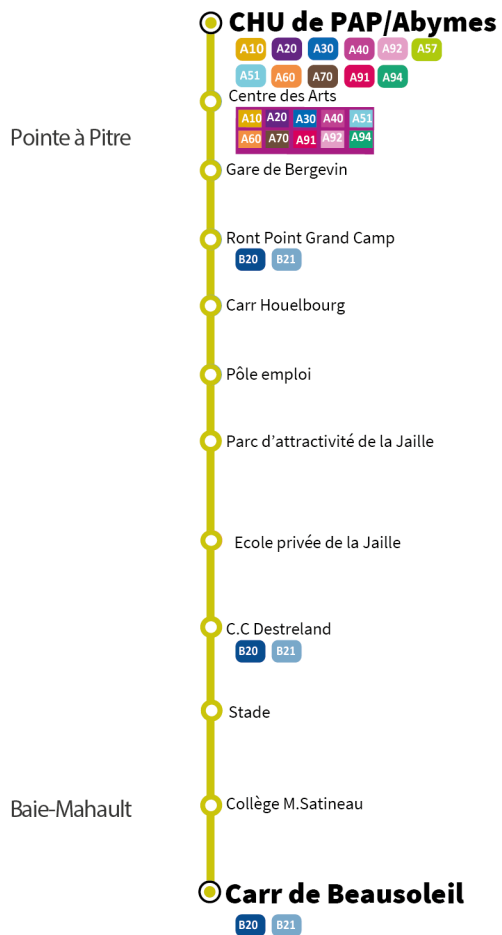 CHU de PAP/Abymes
A10 A20 A30 A40 A92 A57
A51 A60 A70 A91 A94
Centre des Arts
A10 A20 A30 A40 A51
A60 A70 A91 A92 A94
Pointe à Pitre
Gare de Bergevin
Ront Point Grand Camp
B20 B21
Carr Houelbourg
Pôle emploi
Parc d'attractivité de la Jaille
Ecole privée de la Jaille
C.C Destreland
B20 B21
Stade
Baie-Mahault
Collège M.Satineau
Carr de Beausoleil
B20 B21